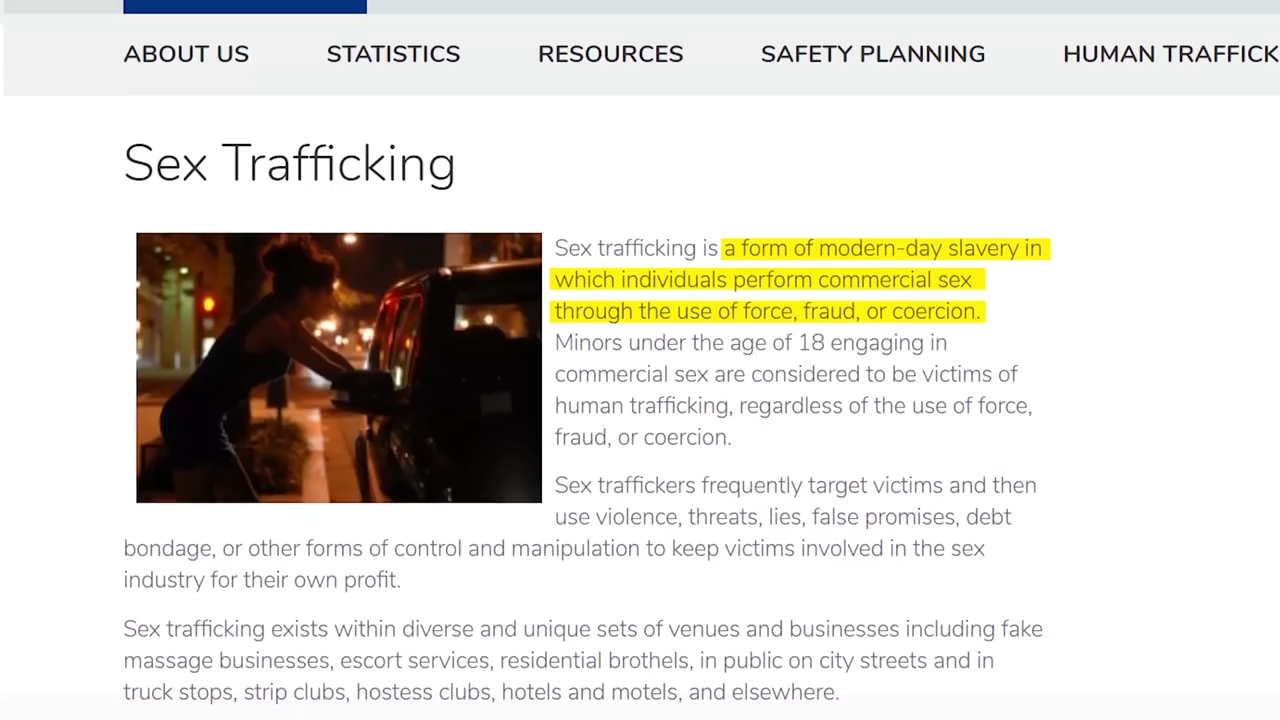 ABOUT US STATISTICS RESOURCES SAFETY PLANNING HUMAN TRAFFICK
Sex Trafficking
Sex trafficking is a form of modern-day slavery in
which individuals perform commercial sex
through the use of force, fraud, or coercion.
Minors under the age of 18 engaging in
commercial sex are considered to be victims of
human trafficking, regardless of the use of force,
fraud, or coercion.
Sex traffickers frequently target victims and then
use violence, threats, lies, false promises, debt
bondage, or other forms of control and manipulation to keep victims involved in the sex
industry for their own profit.
Sex trafficking exists within diverse and unique sets of venues and businesses including fake
massage businesses, escort services, residential brothels, in public on city streets and in
truck stops, strip clubs, hostess clubs, hotels and motels, and elsewhere.